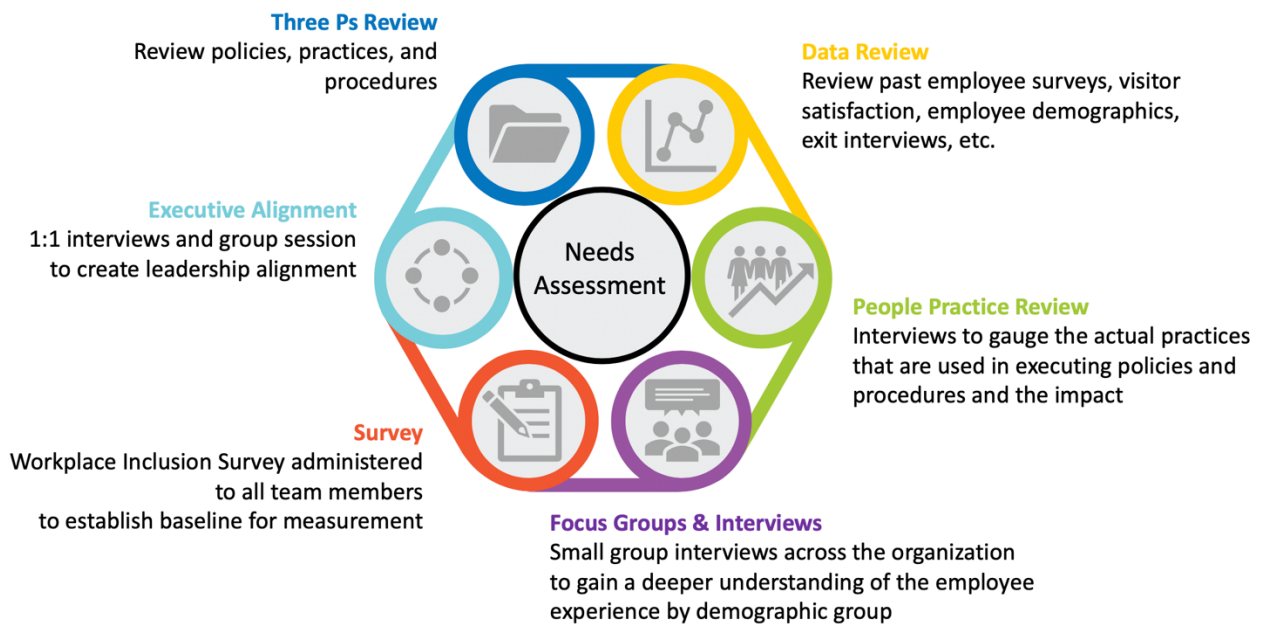 Three Ps Review
Review policies, practices, and
procedures
Data Review
Review past employee surveys, visitor
satisfaction, employee demographics,
exit interviews, etc.
Executive Alignment
1:1 interviews and group session
to create leadership alignment
Needs
Assessment
People Practice Review
Interviews to gauge the actual practices
that are used in executing policies and
procedures and the impact
Survey
Workplace Inclusion Survey administered
to all team members
to establish baseline for measurement
Focus Groups & Interviews
Small group interviews across the organization
to gain a deeper understanding of the employee
experience by demographic group